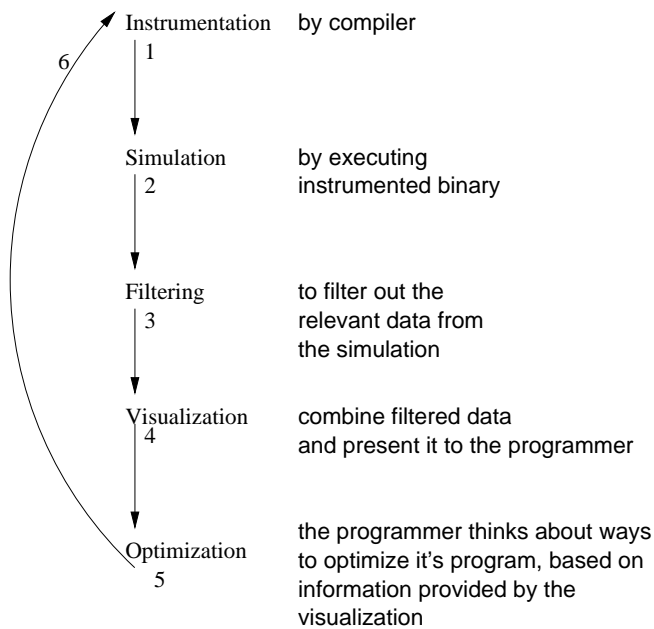 Instrumentation by compiler
1
6
Simulation by executing
2 instrumented binary
Filtering to filter out the
3 relevant data from
the simulation
Visualization combine filtered data
4 and present it to the programmer
the programmer thinks about ways
Optimization to optimize it's program, based on
5 information provided by the
visualization